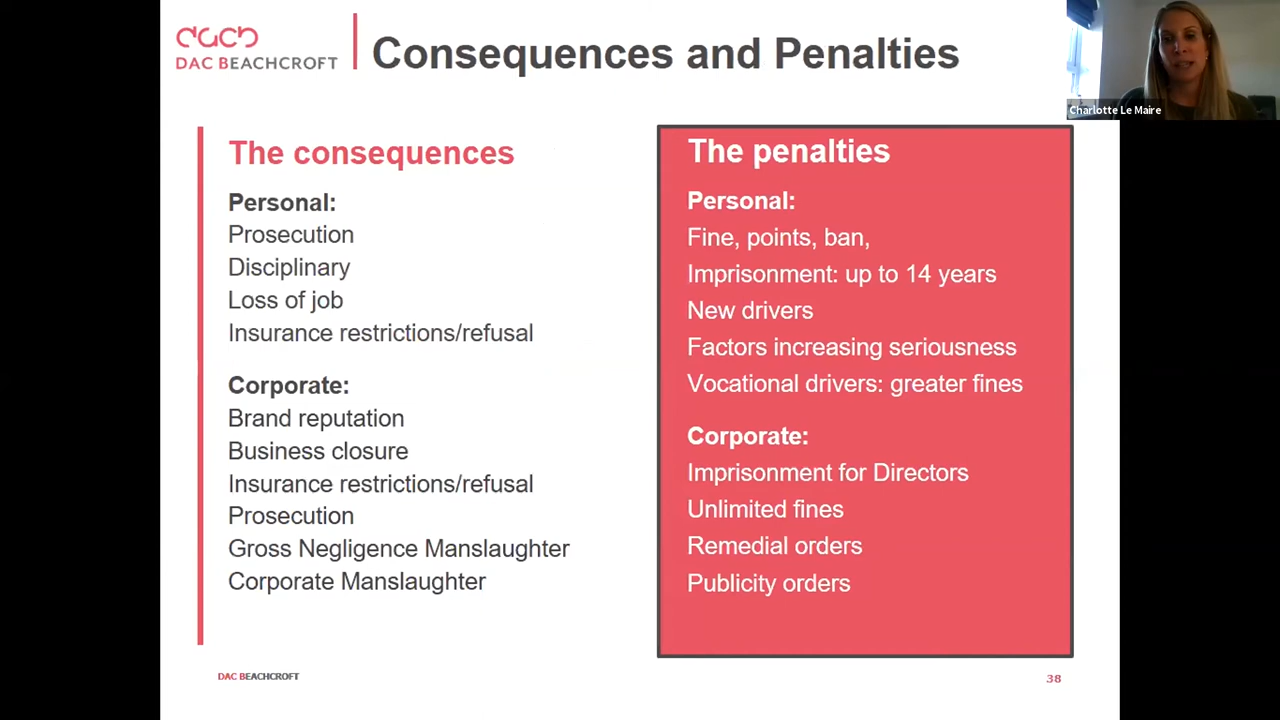 DAC BEACHCROFT
Consequences and Penalties
Charlotte Le Maire
The consequences
Personal:
Prosecution
Disciplinary
Loss of job
Insurance restrictions/refusal
Corporate:
Brand reputation
Business closure
Insurance restrictions/refusal
Prosecution
Gross Negligence Manslaughter
Corporate Manslaughter
The penalties
Personal:
Fine, points, ban,
Imprisonment: up to 14 years
New drivers
Factors increasing seriousness
Vocational drivers: greater fines
Corporate:
Imprisonment for Directors
Unlimited fines
Remedial orders
Publicity orders
DAC BEACHCROFT
38